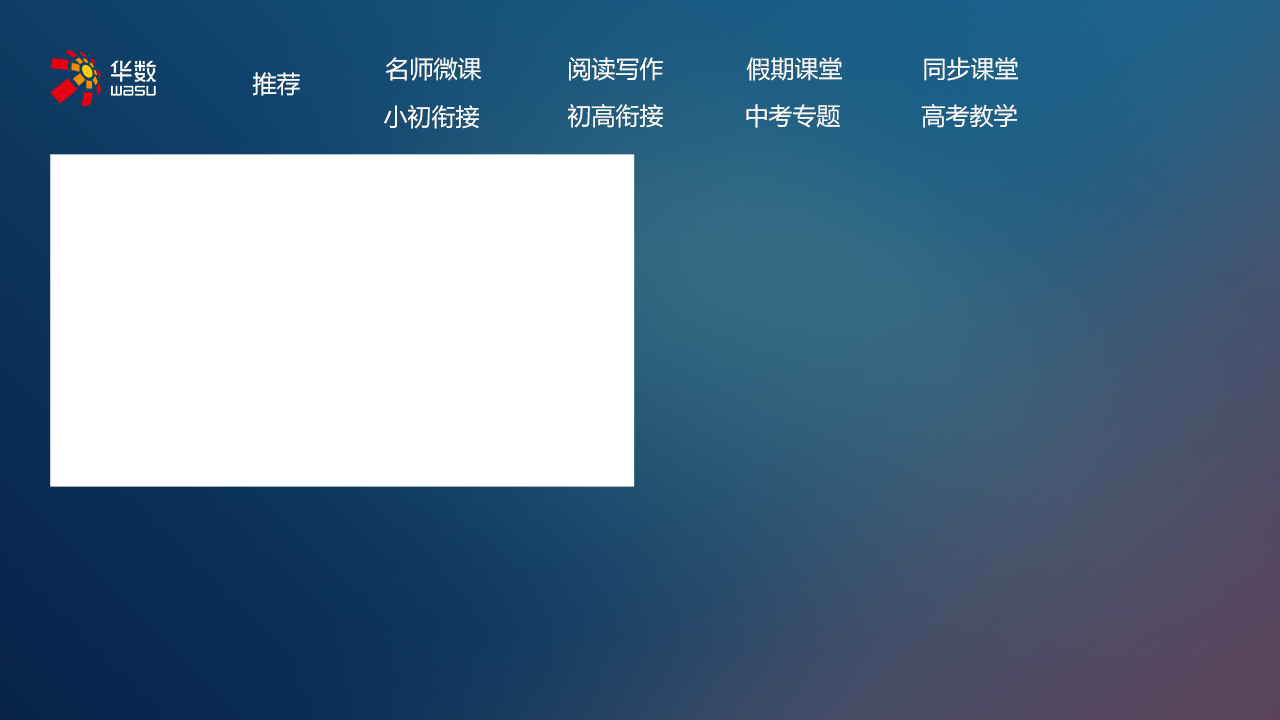 华数
wasu
推荐
名师微课 阅读写作 假期课堂 同步课堂
小初衔接 初高衔接 中考专题 高考教学